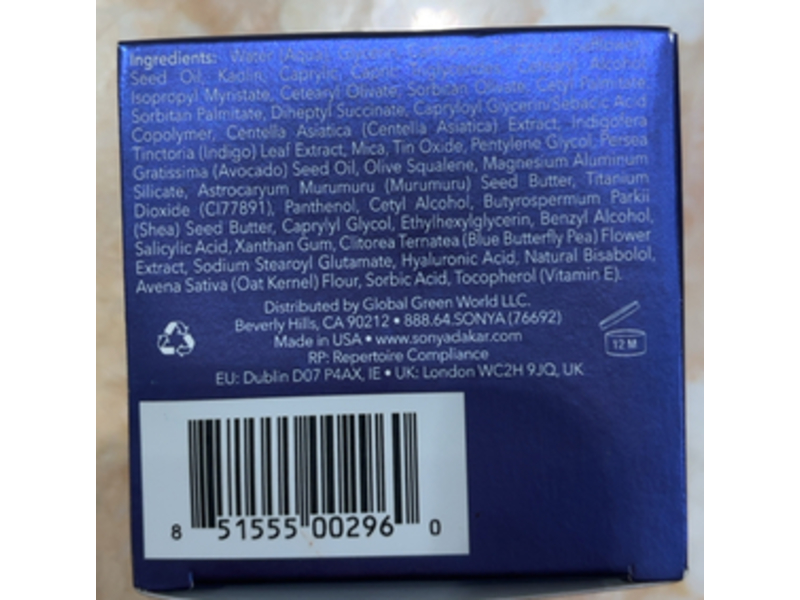 Ingredients: Water (Aqua), Glycerin, Carthamus Tinctorius (Safflower)
Seed Oil, Kaolin, Caprylic, Capric Triglycerides, Cetearyl Alcohol
Isopropyl Myristate, Cetearyl Olivate, Sorbitan Olivate, Cetyl Palmitate
Sorbitan Palmitate, Diheptyl Succinate, Capryloyl Glycerin/Sebacic Acid
Copolymer, Centella Asiatica (Centella Asiatica) Extract, Indigofera
Tinctoria (Indigo) Leaf Extract, Mica, Tin Oxide, Pentylene Glycol, Persea
Gratissima (Avocado) Seed Oil, Olive Squalene, Magnesium Aluminum
Silicate, Astrocaryum Murumuru (Murumuru) Seed Butter, Titanium
Dioxide (CI77891), Panthenol, Cetyl Alcohol, Butyrospermum Parkii
(Shea) Seed Butter, Caprylyl Glycol, Ethylhexylglycerin, Benzyl Alcohol,
Salicylic Acid, Xanthan Gum, Clitorea Ternatea (Blue Butterfly Pea) Flower
Extract, Sodium Stearoyl Glutamate, Hyaluronic Acid, Natural Bisabolol,
Avena Sativa (Oat Kernel) Flour, Sorbic Acid, Tocopherol (Vitamin E).
Distributed by Global Green World LLC.
Beverly Hills, CA 90212 • 888.64.SONYA (76692)
Made in USA • www.sonyadakar.com
RP: Repertoire Compliance
EU: Dublin D07 P4AX, IE • UK: London WC2H 9JQ, UK
12 M
8 51555 00296 0